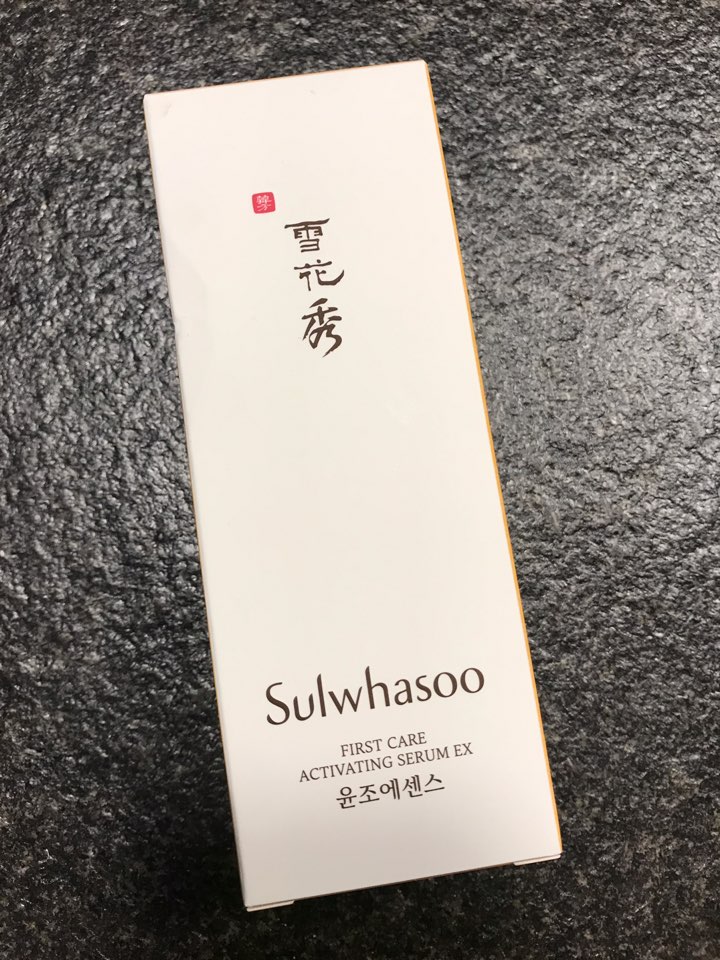 雪
花
秀
Sulwhasoo
FIRST CARE
ACTIVATING SERUM EX
윤조에센스